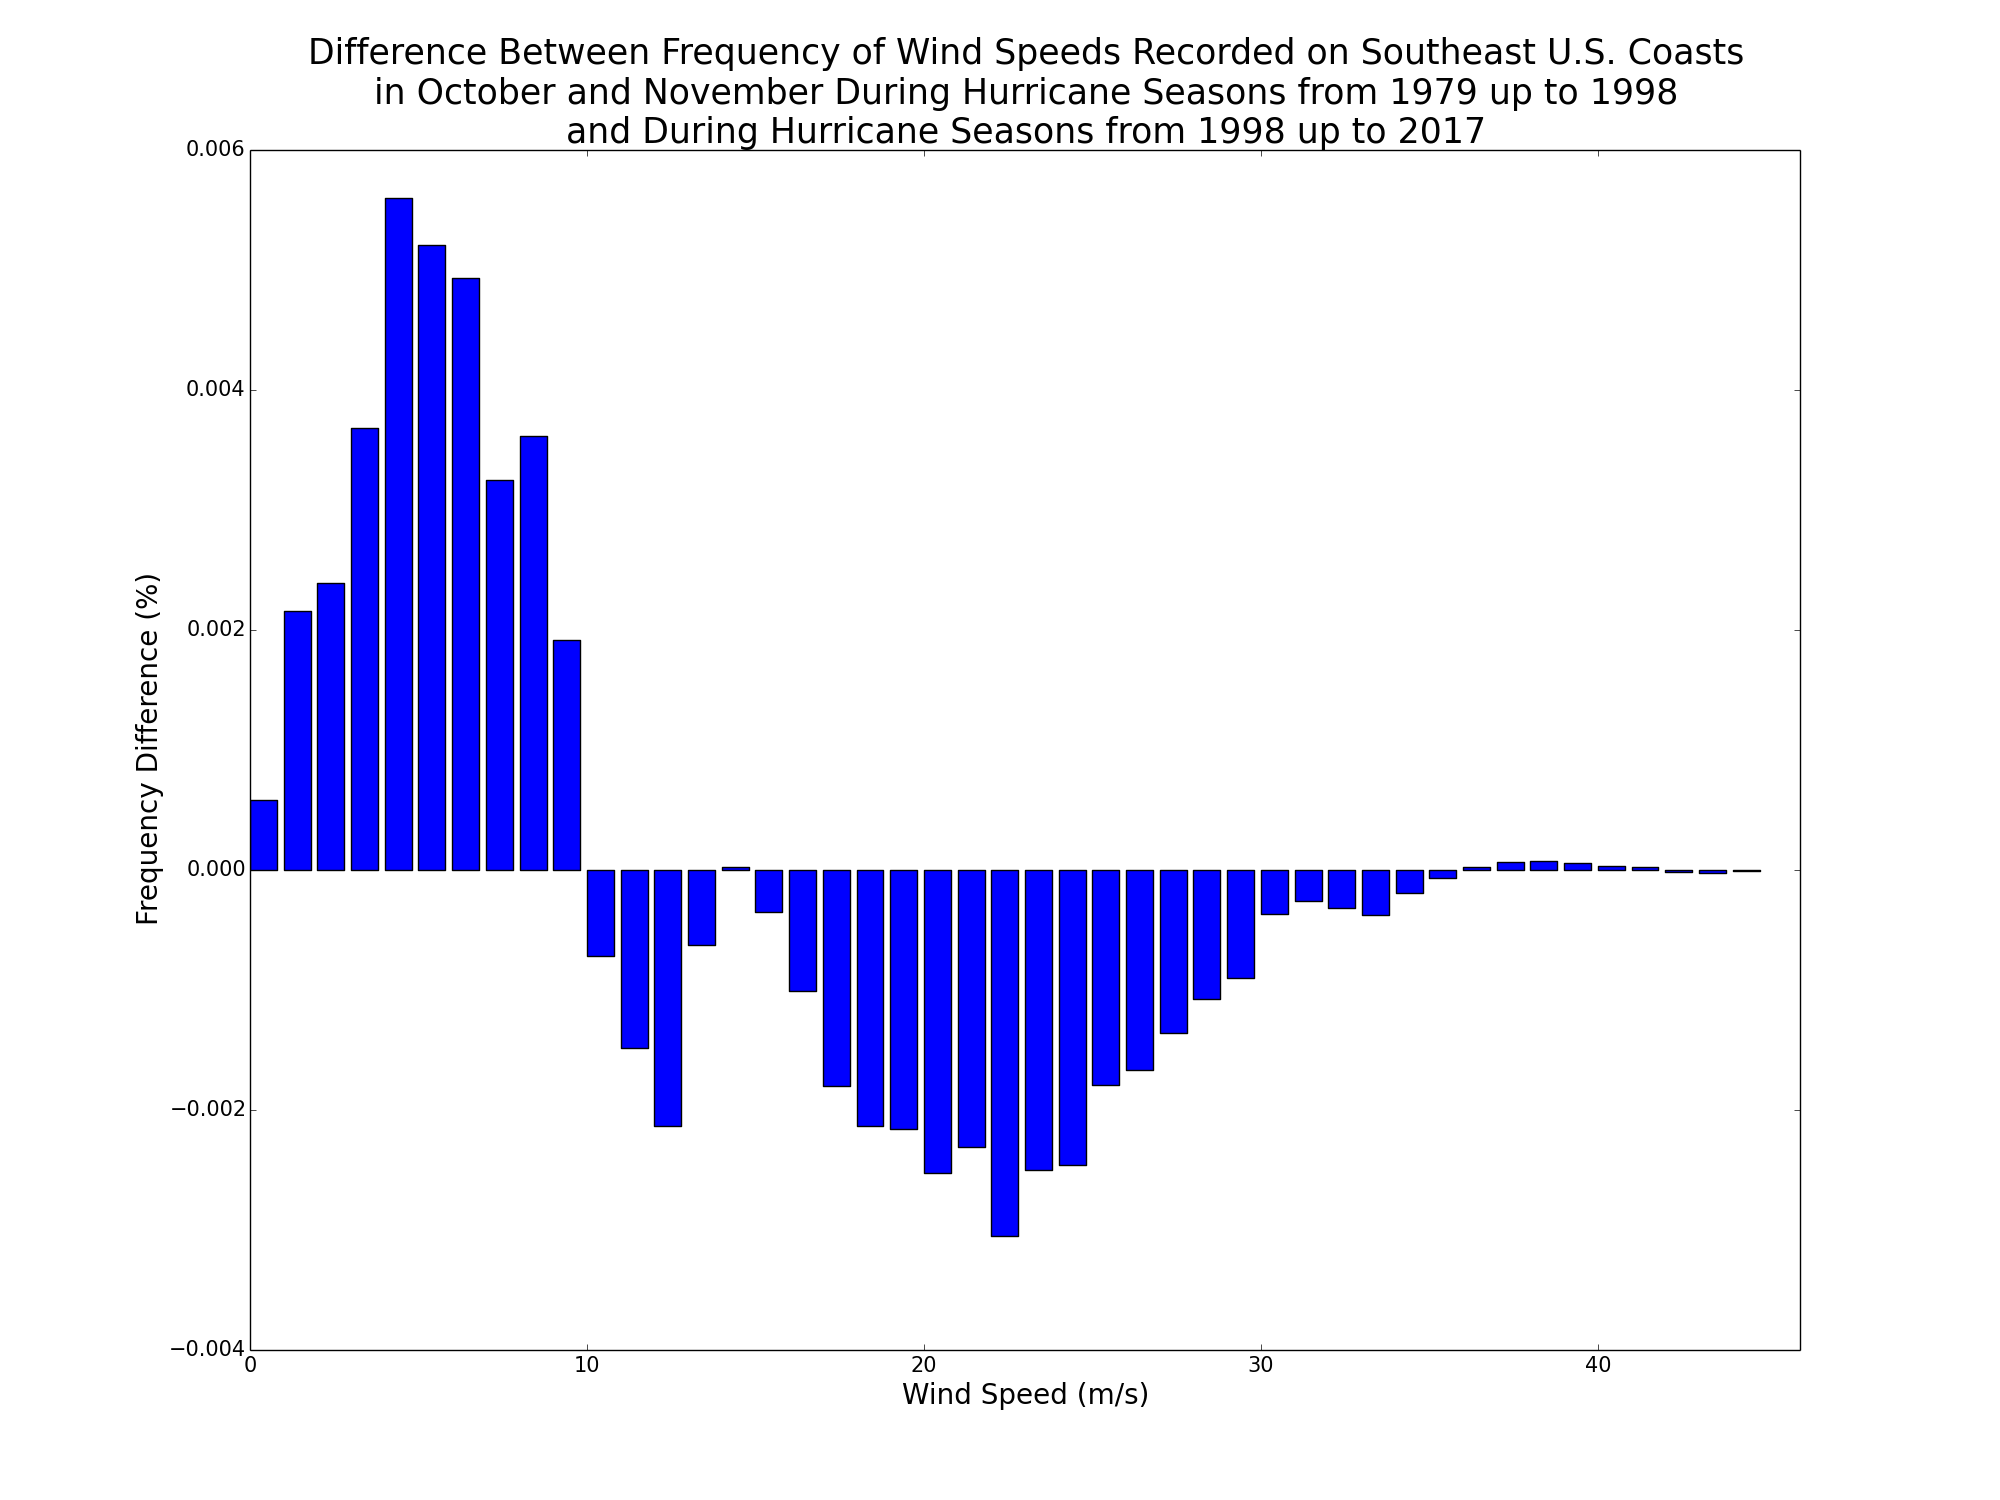 Difference Between Frequency of Wind Speeds Recorded on Southeast U.S. Coasts
in October and November During Hurricane Seasons from 1979 up to 1998
and During Hurricane Seasons from 1998 up to 2017
0.006
0.004
0.002
0.000
−0.002
−0.004
Frequency Difference (%)
0 10 20 30 40
Wind Speed (m/s)